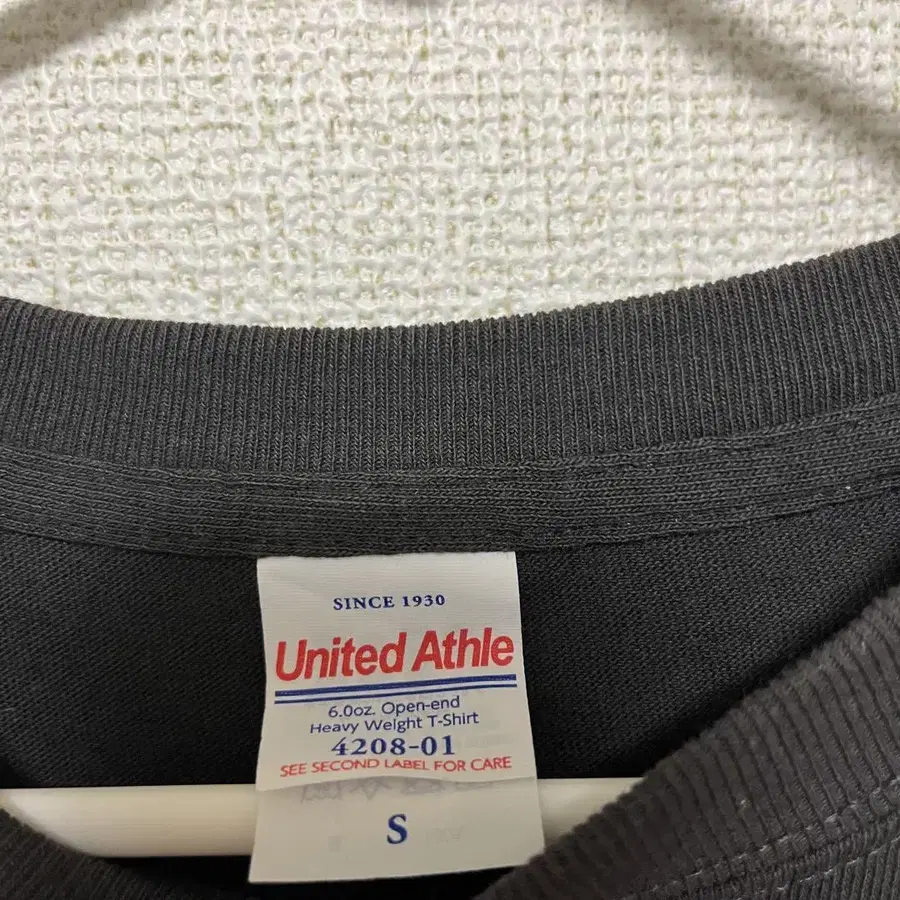 SINCE 1930
United Athle
6.0oz. Open-end
Heavy Weight T-Shirt
4208-01
SEE SECOND LABEL FOR CARE
S